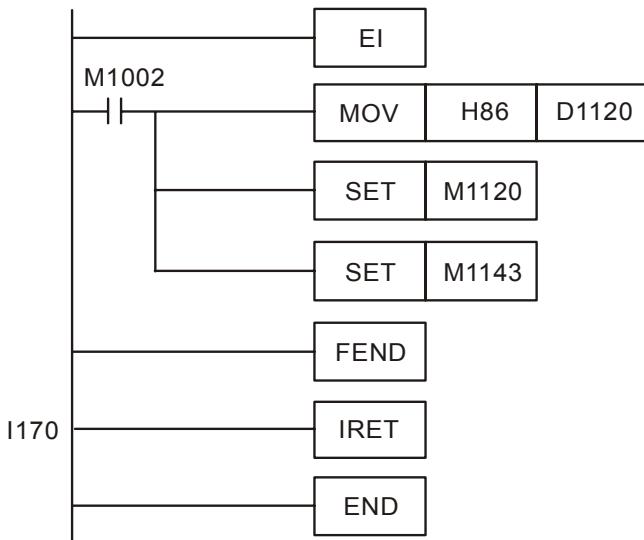 EI
M1002
MOV H86 D1120
SET M1120
SET M1143
FEND
I170 IRET
END